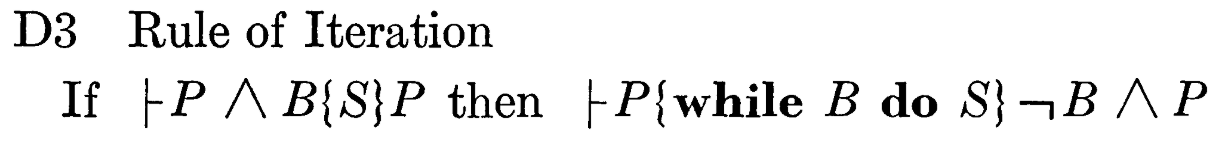 D3 Rule of Iteration
If ⊢P ∧ B{S}P then ⊢P{while B do S}¬B ∧ P